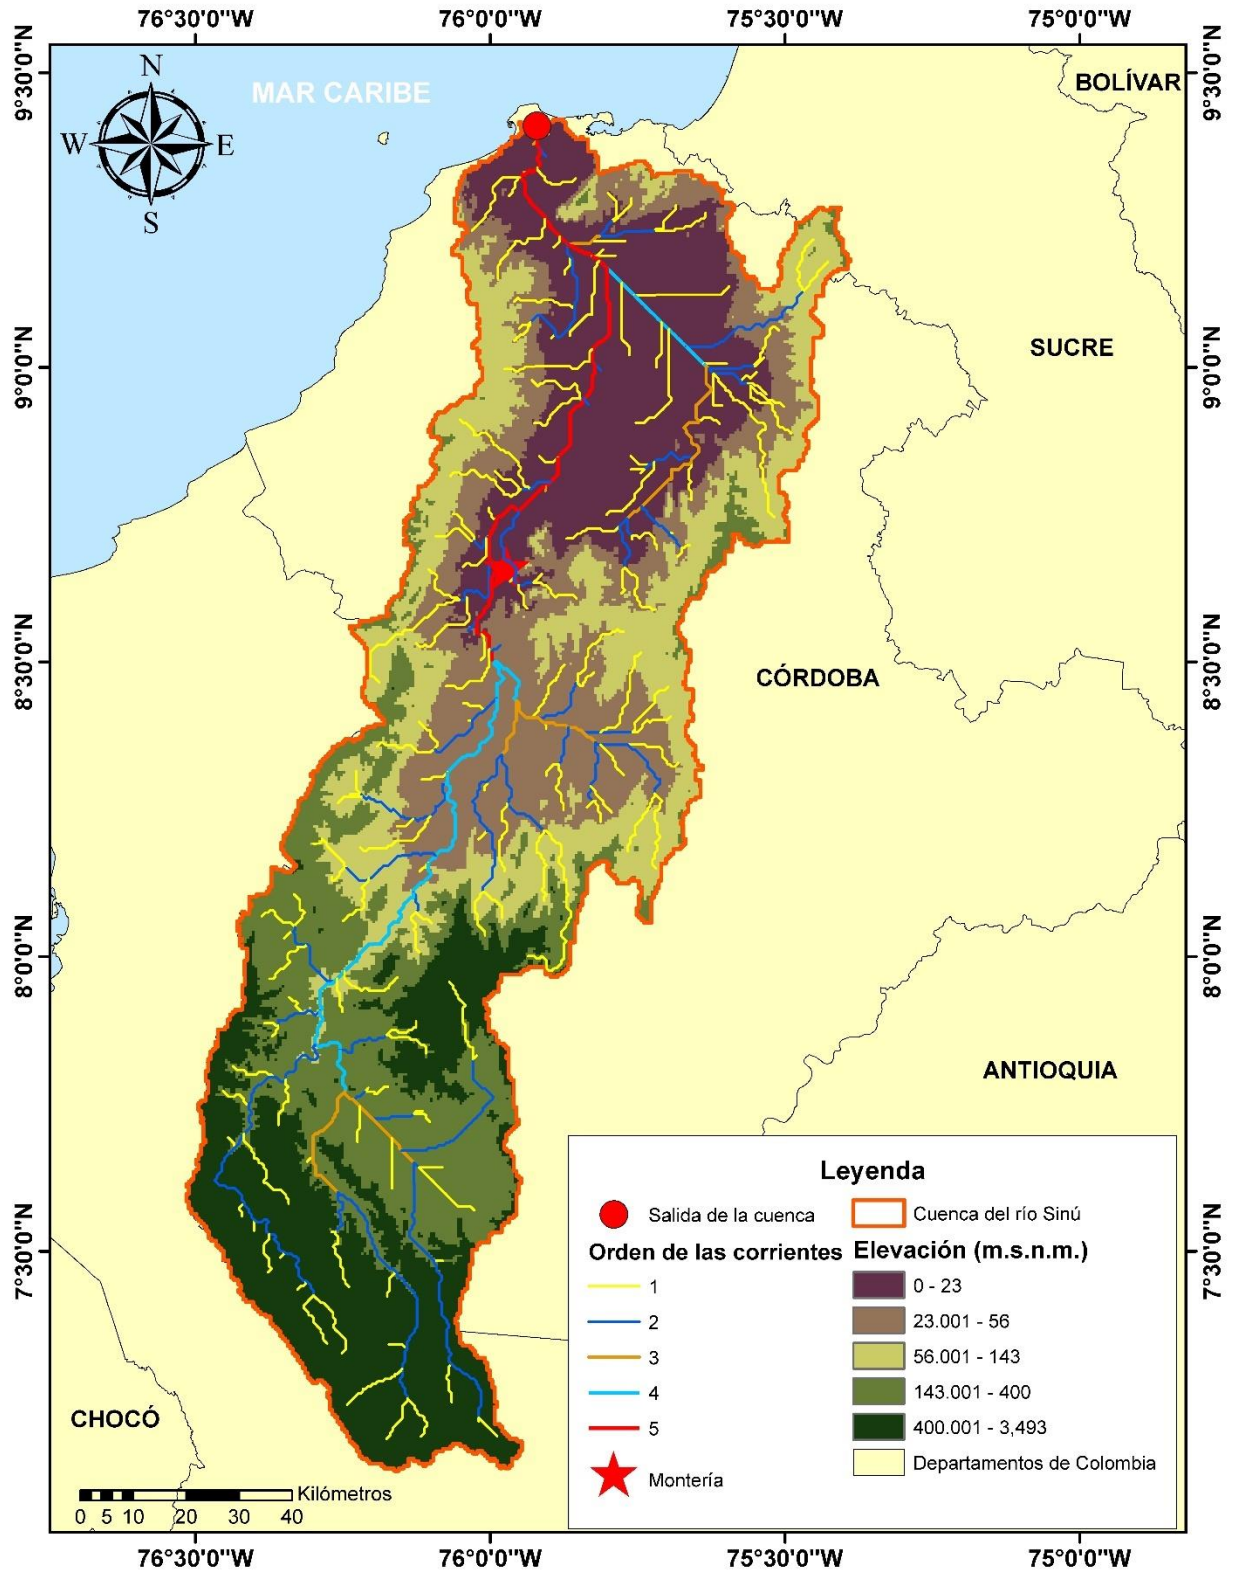 76°30'0"W 76°0'0"W 75°30'0"W 75°0'0"W
9°30'0"N
9°30'0"N
N
W E
S
MAR CARIBE
BOLÍVAR
SUCRE
9°0'0"N
9°0'0"N
8°30'0"N
8°30'0"N
CÓRDOBA
8°0'0"N
8°0'0"N
ANTIOQUIA
7°30'0"N
7°30'0"N
CHOCÓ
Leyenda
Salida de la cuenca
Cuenca del río Sinú
Orden de las corrientes
1
2
3
4
5
Montería
Elevación (m.s.n.m.)
0 - 23
23.001 - 56
56.001 - 143
143.001 - 400
400.001 - 3,493
Departamentos de Colombia
Kilómetros
0 5 10 20 30 40
76°30'0"W 76°0'0"W 75°30'0"W 75°0'0"W